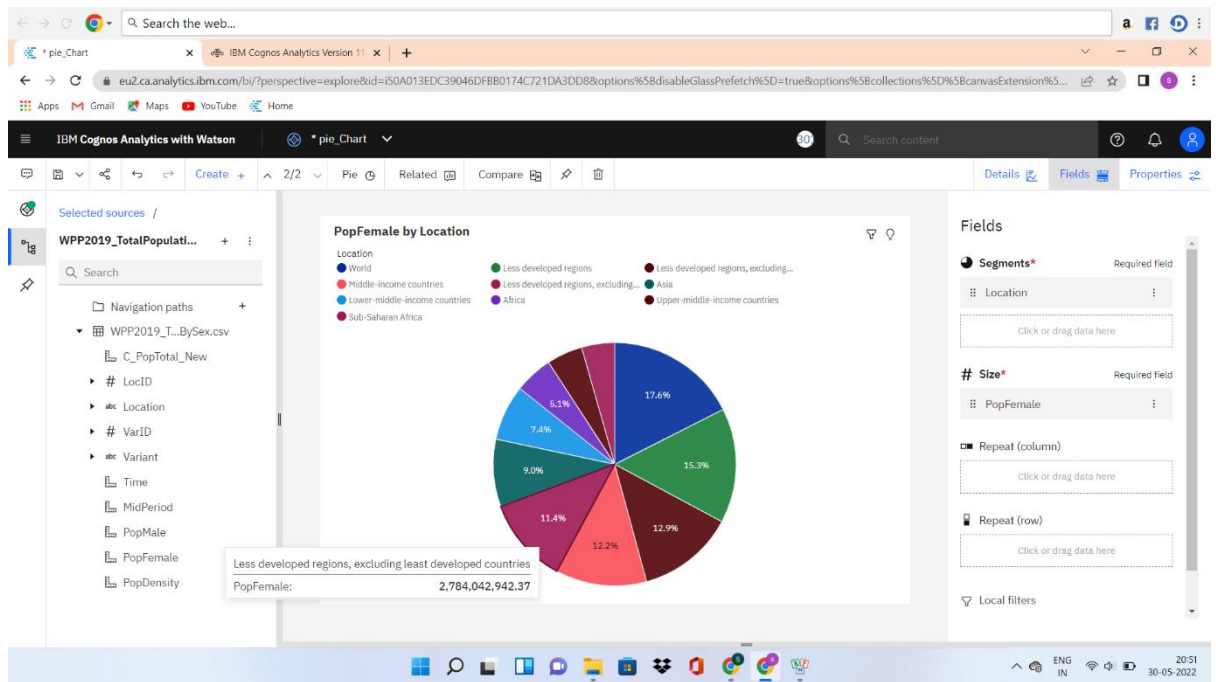 Search the web...
a
* pie_Chart
IBM Cognos Analytics Version 11
eu2.ca.analytics.ibm.com/bi/?perspective=explore&id=i50A013EDC39046DFBB0174C721DA3DD8&options%5BdisableGlassPrefetch%5D=true&options%5Bcollections%5D%5BcanvasExtension%5...
s
Apps Gmail Maps YouTube Home
IBM Cognos Analytics with Watson
* pie_Chart
30
Search content
Create + 2/2 Pie Related Compare
Details Fields Properties
Selected sources /
WPP2019_TotalPopulati...
Search
Navigation paths
WPP2019_T...BySex.csv
C_PopTotal_New
# LocID
abc Location
# VarID
abc Variant
Time
MidPeriod
PopMale
PopFemale
PopDensity
PopFemale by Location
Location
World
Less developed regions
Less developed regions, excluding...
Middle-income countries
Less developed regions, excluding...
Asia
Lower-middle-income countries
Africa
Upper-middle-income countries
Sub-Saharan Africa
17.6%
15.3%
12.9%
12.2%
11.4%
9.0%
7.4%
5.1%
Less developed regions, excluding least developed countries
PopFemale: 2,784,042,942.37
Fields
Segments* Required field
Location
Click or drag data here
# Size* Required field
PopFemale
Repeat (column)
Click or drag data here
Repeat (row)
Click or drag data here
Local filters
ENG
IN
20:51
30-05-2022